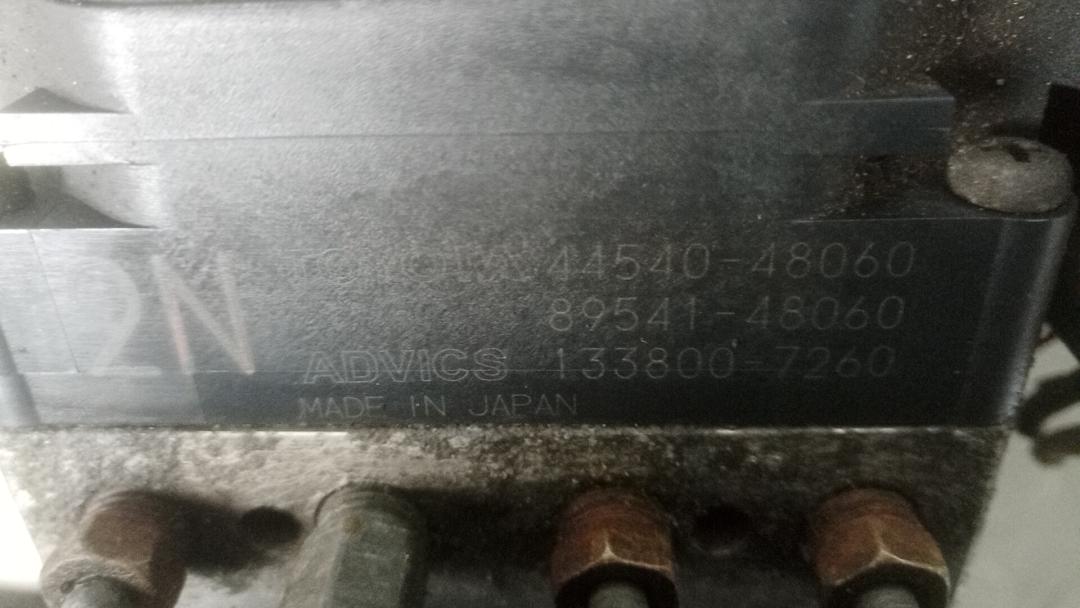 2N
TOYOTA 44540-48060
89541-48060
ADVICS 133800-7260
MADE IN JAPAN